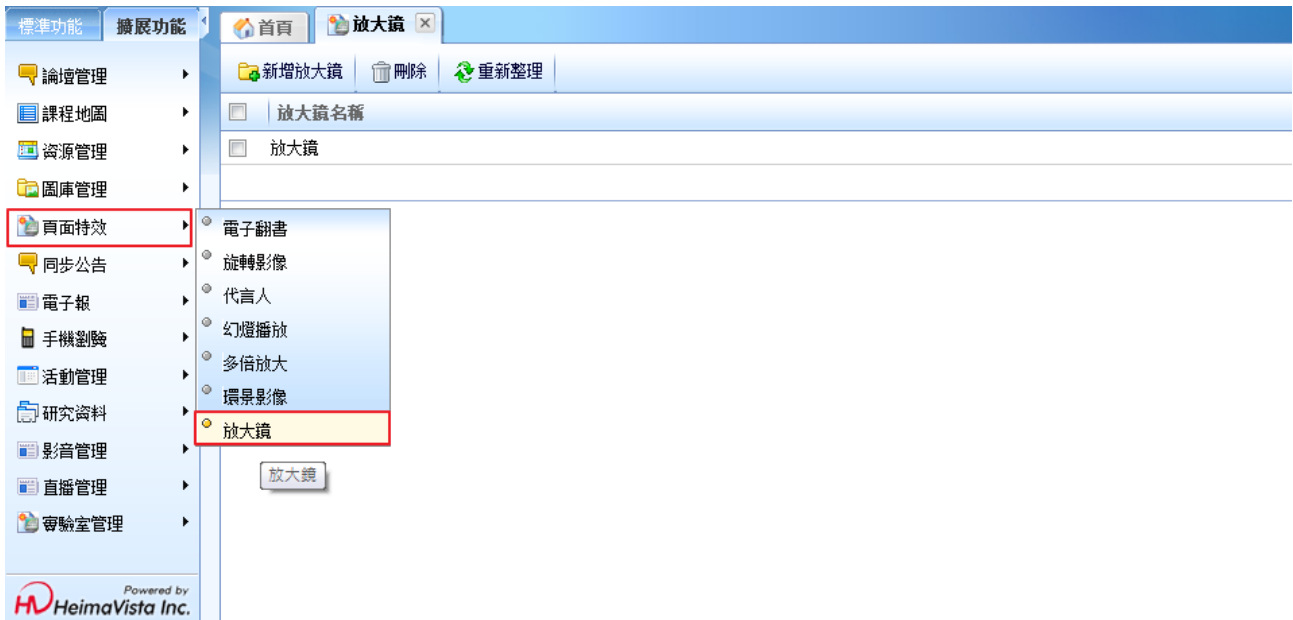 標準功能 擴展功能
首頁 放大鏡
新增放大鏡 刪除 重新整理
放大鏡名稱
放大鏡
論壇管理
課程地圖
資源管理
圖庫管理
頁面特效
同步公告
電子報
手機瀏覽
活動管理
研究資料
影音管理
直播管理
實驗室管理
電子翻書
旋轉影像
代言人
幻燈播放
多倍放大
環景影像
放大鏡
放大鏡
Powered by
HeimaVista Inc.